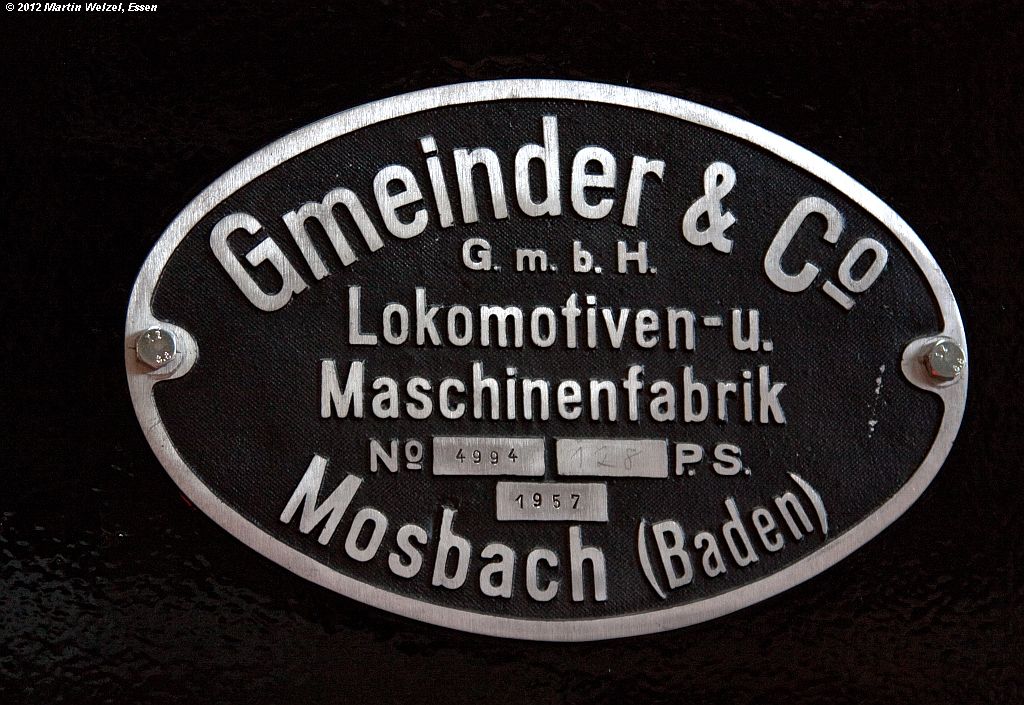 © 2012 Martin Welzel, Essen
Gmeinder & Co
G. m. b. H.
Lokomotiven-u.
Maschinenfabrik
No 4994 128 P.S.
1957
Mosbach (Baden)